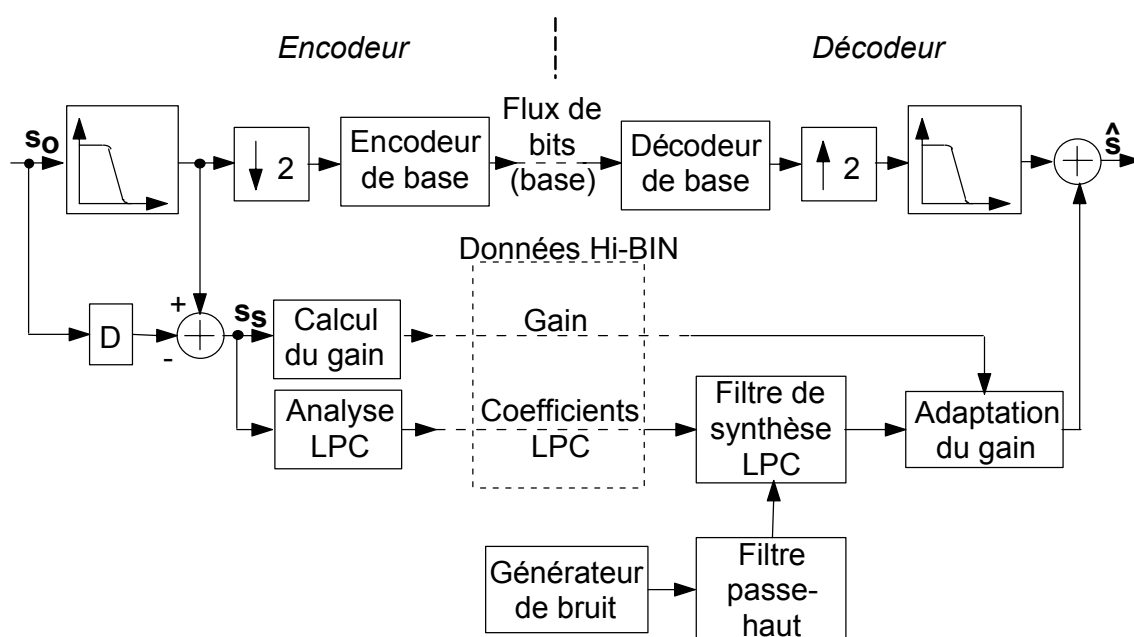 Encodeur
Décodeur
so
↓ 2
Encodeur
de base
Flux de
bits
(base)
Décodeur
de base
↑ 2
+
ŝ
Données Hi-BIN
D
+
-
ss
Calcul
du gain
Gain
Analyse
LPC
Coefficients
LPC
Filtre de
synthèse
LPC
Adaptation
du gain
Générateur
de bruit
Filtre
passe-
haut